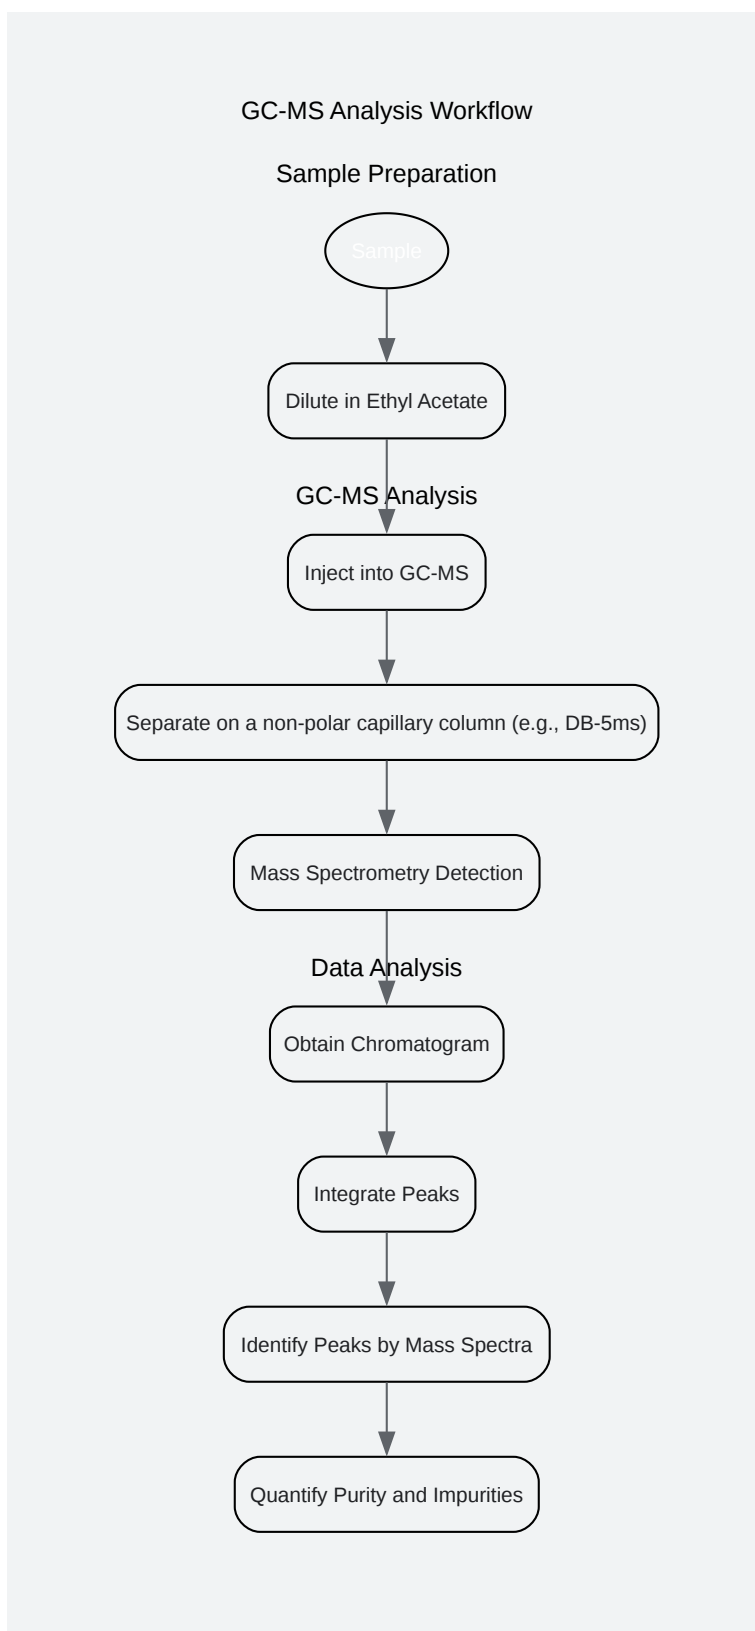 GC-MS Analysis Workflow
Sample Preparation
Sample
Dilute in Ethyl Acetate
GC-MS Analysis
Inject into GC-MS
Separate on a non-polar capillary column (e.g., DB-5ms)
Mass Spectrometry Detection
Data Analysis
Obtain Chromatogram
Integrate Peaks
Identify Peaks by Mass Spectra
Quantify Purity and Impurities